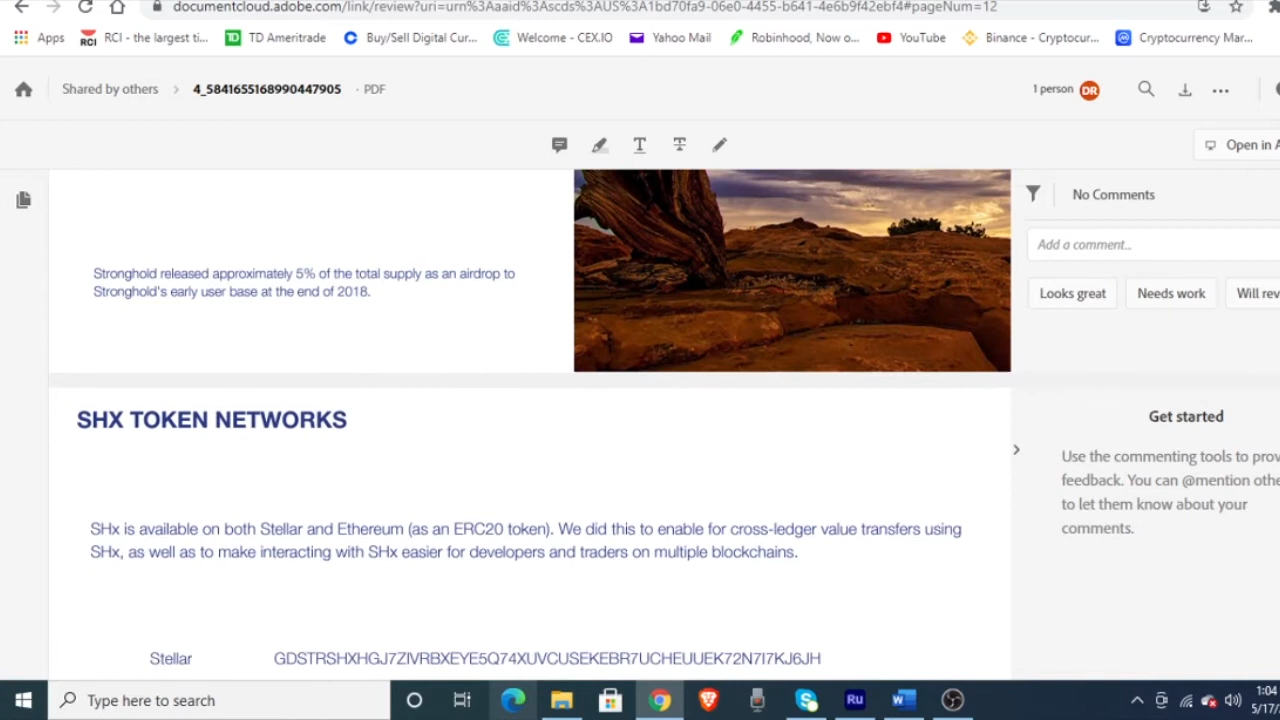 documentcloud.adobe.com/link/review?uri=urn%3Aaaid%3Ascds%3AUS%3A1bd70fa9-06e0-4455-b641-4e6b9f42ebf4#pageNum=12
Apps RCI RCI - the largest ti... TD Ameritrade Buy/Sell Digital Cur... Welcome - CEX.IO Yahoo Mail Robinhood, Now o... YouTube Binance - Cryptocur... Cryptocurrency Mar...
Shared by others > 4_5841655168990447905 · PDF 1 person DR
Open in A
Stronghold released approximately 5% of the total supply as an airdrop to
Stronghold's early user base at the end of 2018.
No Comments
Add a comment...
Looks great Needs work Will rev
SHX TOKEN NETWORKS
SHx is available on both Stellar and Ethereum (as an ERC20 token). We did this to enable for cross-ledger value transfers using
SHx, as well as to make interacting with SHx easier for developers and traders on multiple blockchains.
Stellar GDSTRSHXHGJ7ZIVRBXEYE5Q74XUVCUSEKEBR7UCHEUUEK72N7I7KJ6JH
Get started
Use the commenting tools to prov
feedback. You can @mention othe
to let them know about your
comments.
Type here to search
Ru
1:04
5/17/